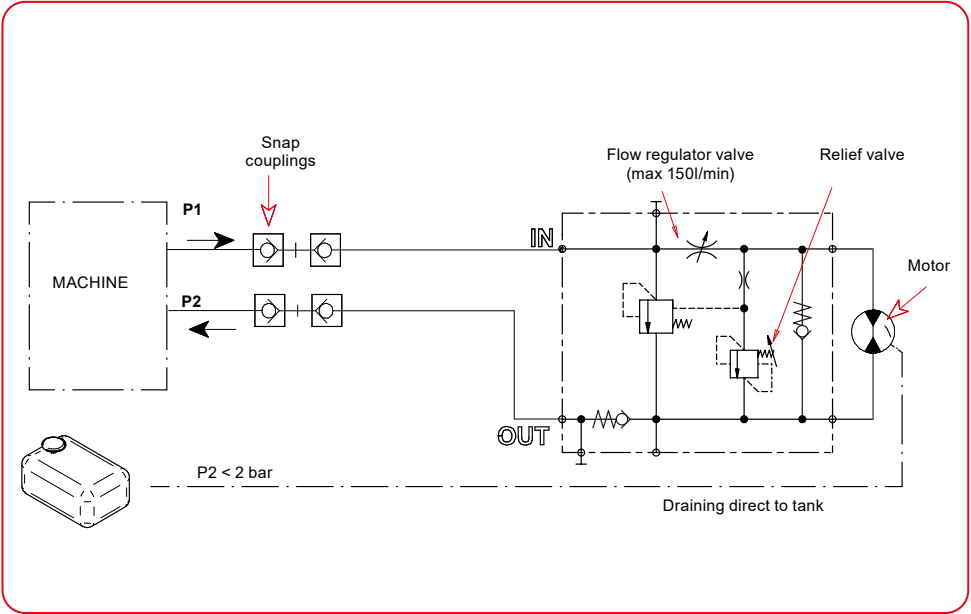 Snap
couplings
Flow regulator valve
(max 150l/min)
Relief valve
P1
IN
Motor
MACHINE
P2
OUT
P2 < 2 bar
Draining direct to tank